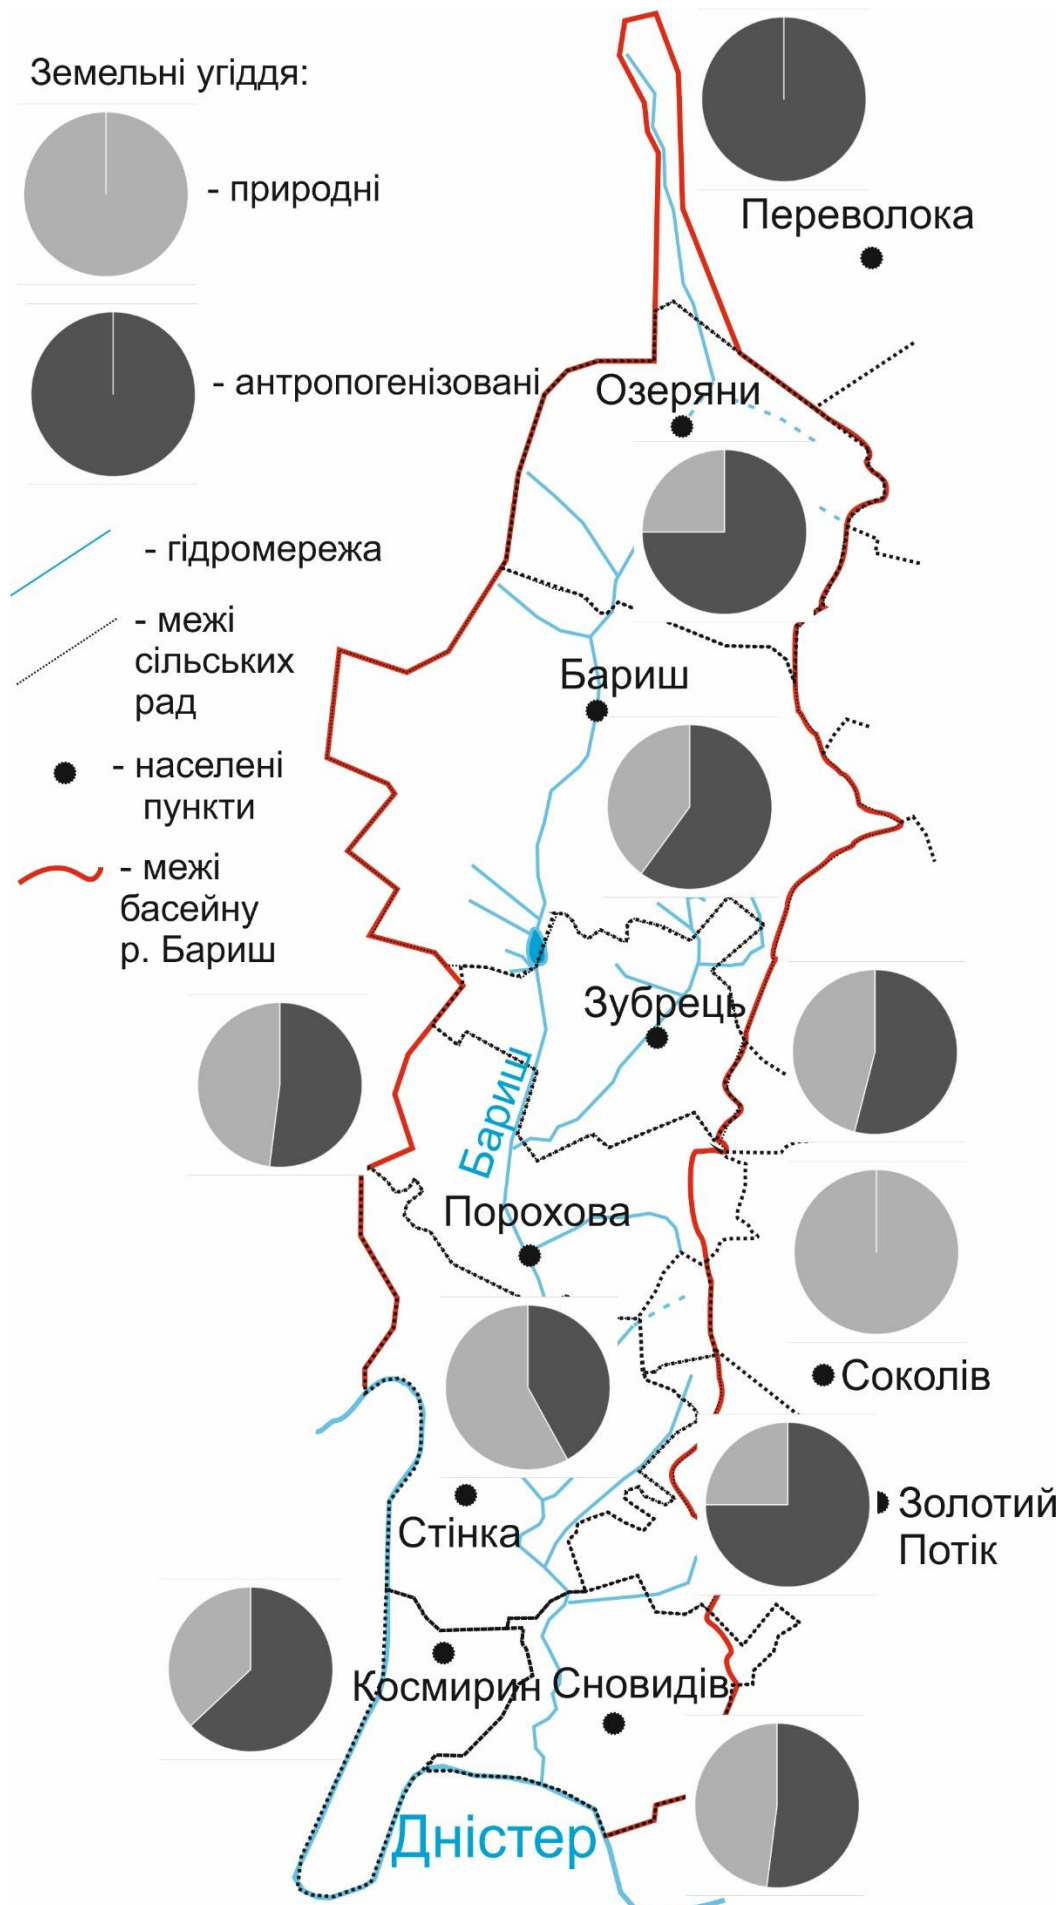 Земельні угіддя:
- природні
- антропогенізовані
- гідромережа
- межі
сільських
рад
- населені
пункти
- межі
басейну
р. Бариш
Переволока
Озеряни
Бариш
Зубрець
Бариш
Порохова
Соколів
Золотий
Потік
Стінка
Космирин
Сновидів
Дністер